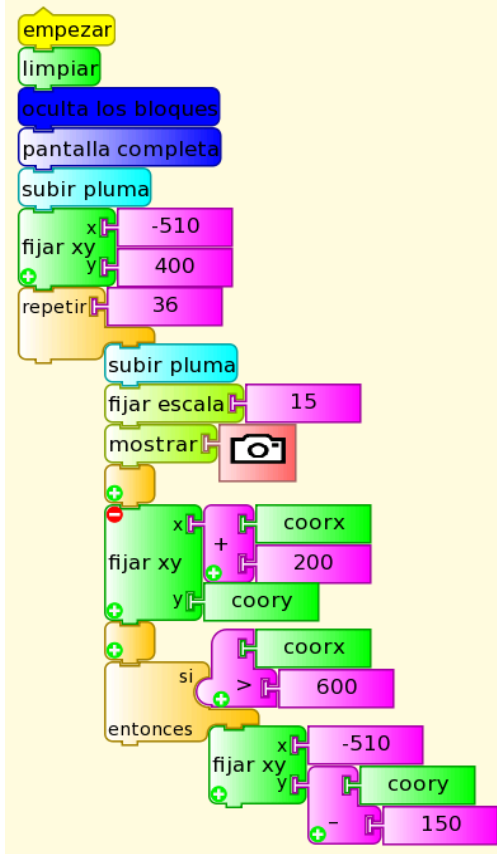 empezar
limpiar
oculta los bloques
pantalla completa
subir pluma
fijar xy x -510
y 400
repetir 36
subir pluma
fijar escala 15
mostrar
fijar xy x + coorx
200
y coory
si > coorx
600
entonces
fijar xy x -510
y - coory
150